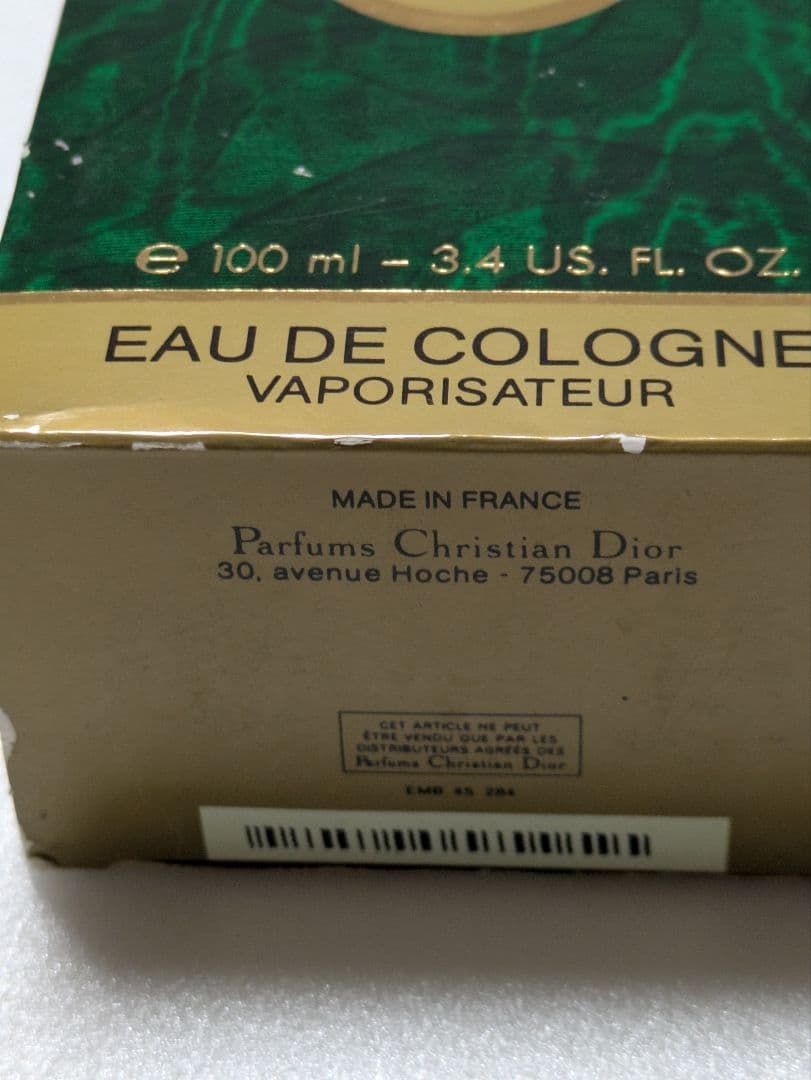 ℮ 100 ml – 3.4 US. FL. OZ.
EAU DE COLOGNE
VAPORISATEUR
MADE IN FRANCE
Parfums Christian Dior
30, avenue Hoche - 75008 Paris
CET ARTICLE NE PEUT
ÊTRE VENDU QUE PAR LES
DISTRIBUTEURS AGRÉÉS DES
Parfums Christian Dior
EMB 45 284